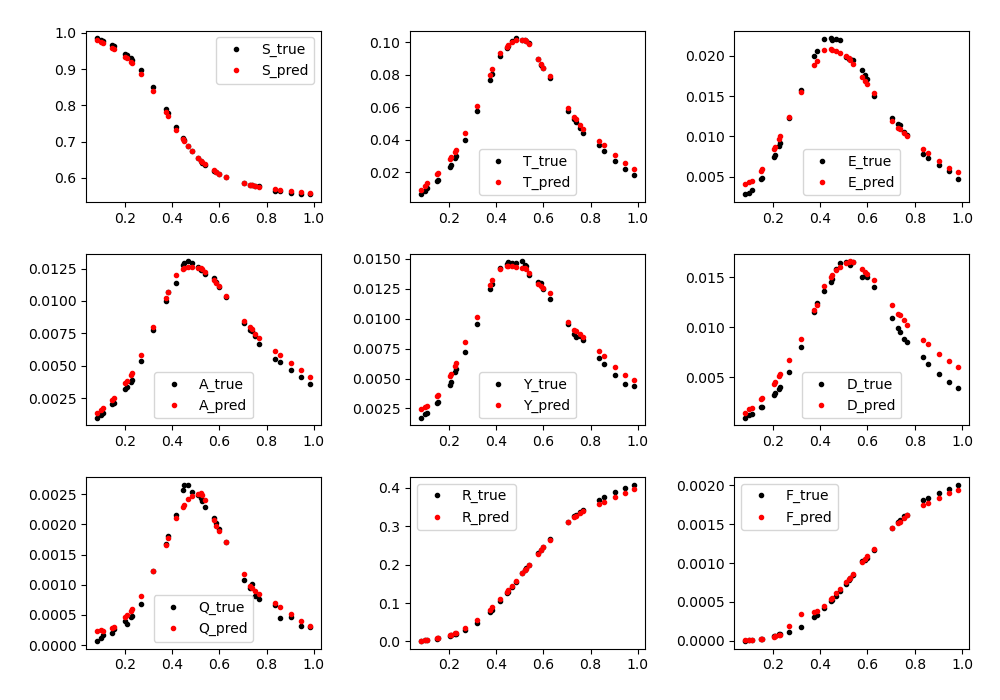 1.0
0.9
0.8
0.7
0.6
S_true
S_pred
0.2 0.4 0.6 0.8 1.0
0.10
0.08
0.06
0.04
0.02
T_true
T_pred
0.2 0.4 0.6 0.8 1.0
0.020
0.015
0.010
0.005
E_true
E_pred
0.2 0.4 0.6 0.8 1.0
0.0125
0.0100
0.0075
0.0050
0.0025
A_true
A_pred
0.2 0.4 0.6 0.8 1.0
0.0150
0.0125
0.0100
0.0075
0.0050
0.0025
Y_true
Y_pred
0.2 0.4 0.6 0.8 1.0
0.015
0.010
0.005
D_true
D_pred
0.2 0.4 0.6 0.8 1.0
0.0025
0.0020
0.0015
0.0010
0.0005
0.0000
Q_true
Q_pred
0.2 0.4 0.6 0.8 1.0
0.4
0.3
0.2
0.1
0.0
R_true
R_pred
0.2 0.4 0.6 0.8 1.0
0.0020
0.0015
0.0010
0.0005
0.0000
F_true
F_pred
0.2 0.4 0.6 0.8 1.0